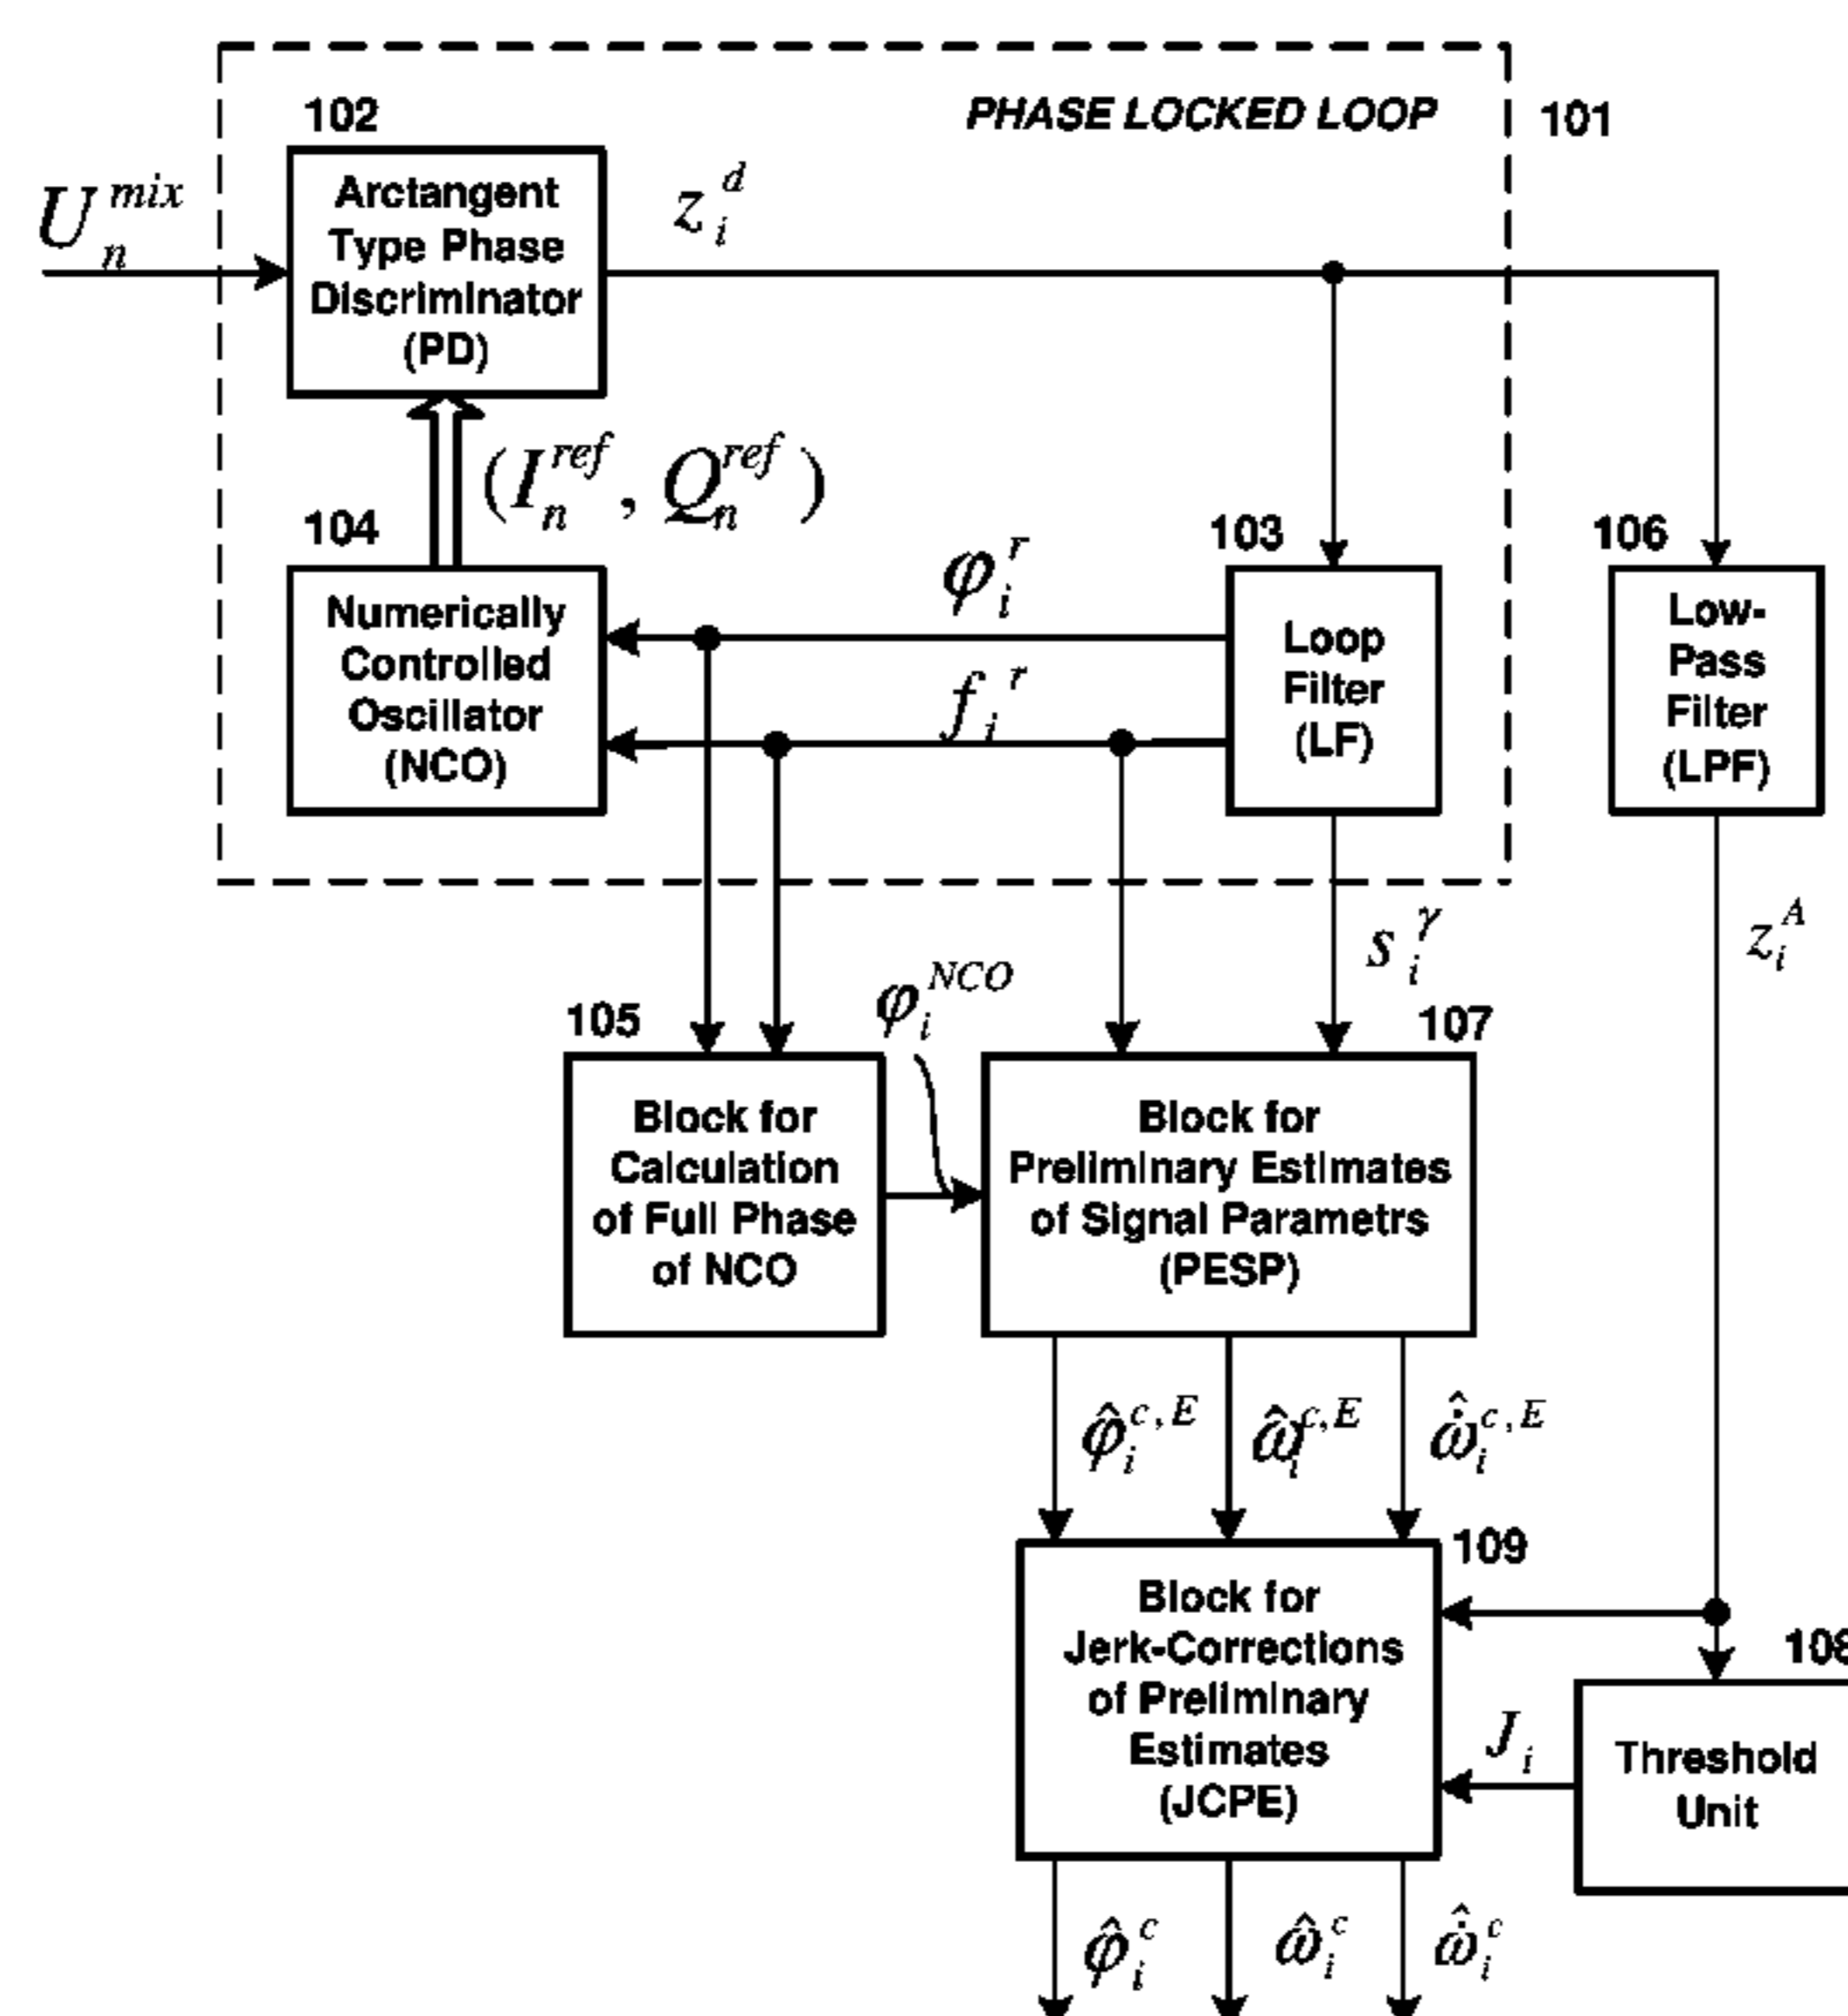 PHASE LOCKED LOOP
101
102
Arctangent
Type Phase
Discriminator
(PD)
U_n^{mix}
z_i^d
(I_n^{ref}, Q_n^{ref})
104
Numerically
Controlled
Oscillator
(NCO)
φ_i^r
f_i^r
103
Loop
Filter
(LF)
106
Low-
Pass
Filter
(LPF)
s_i^γ
z_i^A
φ_i^{NCO}
105
Block for
Calculation
of Full Phase
of NCO
107
Block for
Preliminary Estimates
of Signal Parametrs
(PESP)
φ̂_i^{c,E}
ω̂_i^{c,E}
ω̇̂_i^{c,E}
109
Block for
Jerk-Corrections
of Preliminary
Estimates
(JCPE)
108
Threshold
Unit
J_i
φ̂_i^c
ω̂_i^c
ω̇̂_i^c